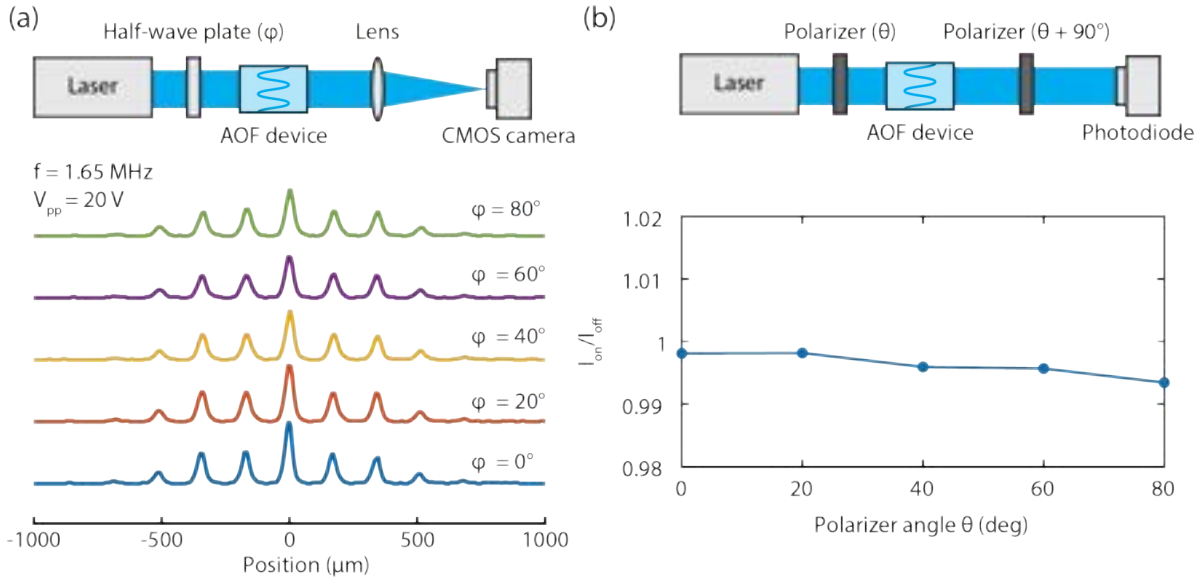 (a)
Half-wave plate (φ)
Lens
Laser
AOF device
CMOS camera
f = 1.65 MHz
Vpp = 20 V
φ = 80°
φ = 60°
φ = 40°
φ = 20°
φ = 0°
-1000
-500
0
500
1000
Position (μm)
(b)
Polarizer (θ)
Polarizer (θ + 90°)
Laser
AOF device
Photodiode
1.02
1.01
1
0.99
0.98
Ion/Ioff
0
20
40
60
80
Polarizer angle θ (deg)